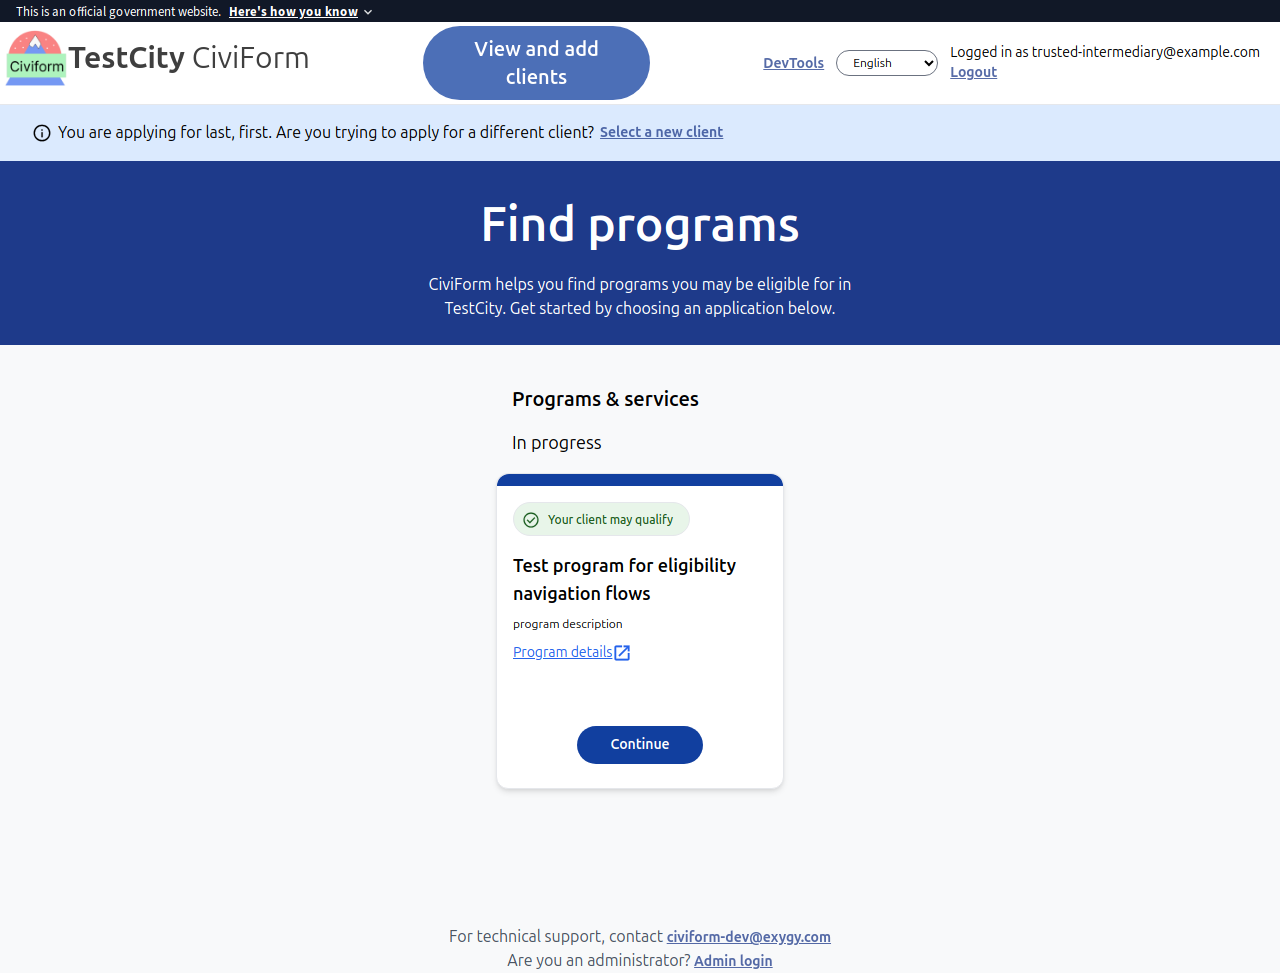 This is an official government website. Here's how you know
Civiform
TestCity CiviForm
View and add
clients
DevTools
English
Logged in as trusted-intermediary@example.com
Logout
You are applying for last, first. Are you trying to apply for a different client? Select a new client
Find programs
CiviForm helps you find programs you may be eligible for in
TestCity. Get started by choosing an application below.
Programs & services
In progress
Your client may qualify
Test program for eligibility
navigation flows
program description
Program details
Continue
For technical support, contact civiform-dev@exygy.com
Are you an administrator? Admin login